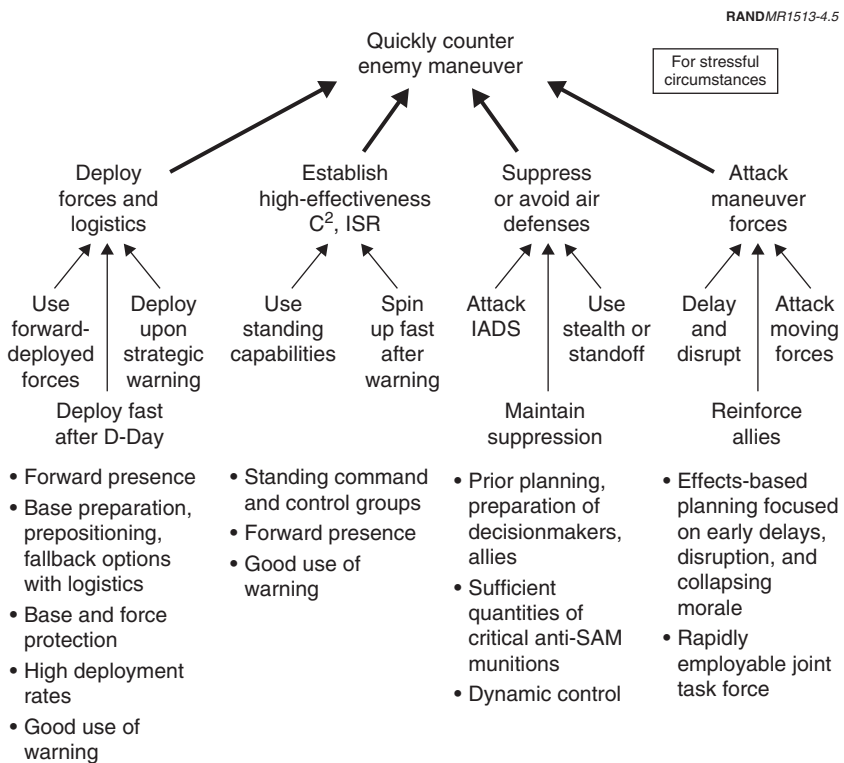 RANDMR1513-4.5
Quickly counter
enemy maneuver
For stressful
circumstances
Deploy
forces and
logistics
Establish
high-effectiveness
C², ISR
Suppress
or avoid air
defenses
Attack
maneuver
forces
Use
forward-
deployed
forces
Deploy
upon
strategic
warning
Use
standing
capabilities
Spin
up fast
after
warning
Attack
IADS
Use
stealth or
standoff
Delay
and
disrupt
Attack
moving
forces
Deploy fast
after D-Day
Maintain
suppression
Reinforce
allies
• Forward presence
• Base preparation,
prepositioning,
fallback options
with logistics
• Base and force
protection
• High deployment
rates
• Good use of
warning
• Standing command
and control groups
• Forward presence
• Good use of
warning
• Prior planning,
preparation of
decisionmakers,
allies
• Sufficient
quantities of
critical anti-SAM
munitions
• Dynamic control
• Effects-based
planning focused
on early delays,
disruption, and
collapsing
morale
• Rapidly
employable joint
task force